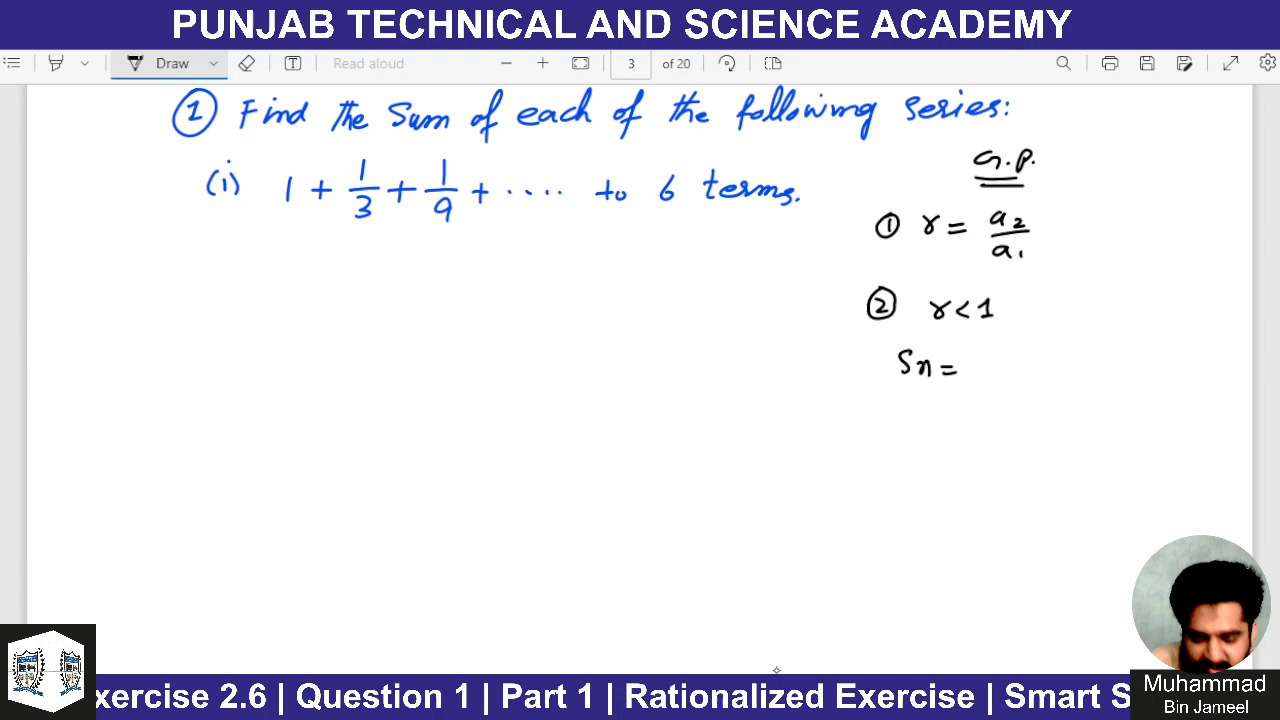 PUNJAB TECHNICAL AND SCIENCE ACADEMY
Draw
Read aloud
3 of 20
① Find the Sum of each of the following series:
(i) 1 + 1/3 + 1/9 + ···· to 6 terms.
G.P.
① r = a₂/a₁
② r < 1
Sn =
xercise 2.6 | Question 1 | Part 1 | Rationalized Exercise | Smart S
Muhammad
Bin Jameel